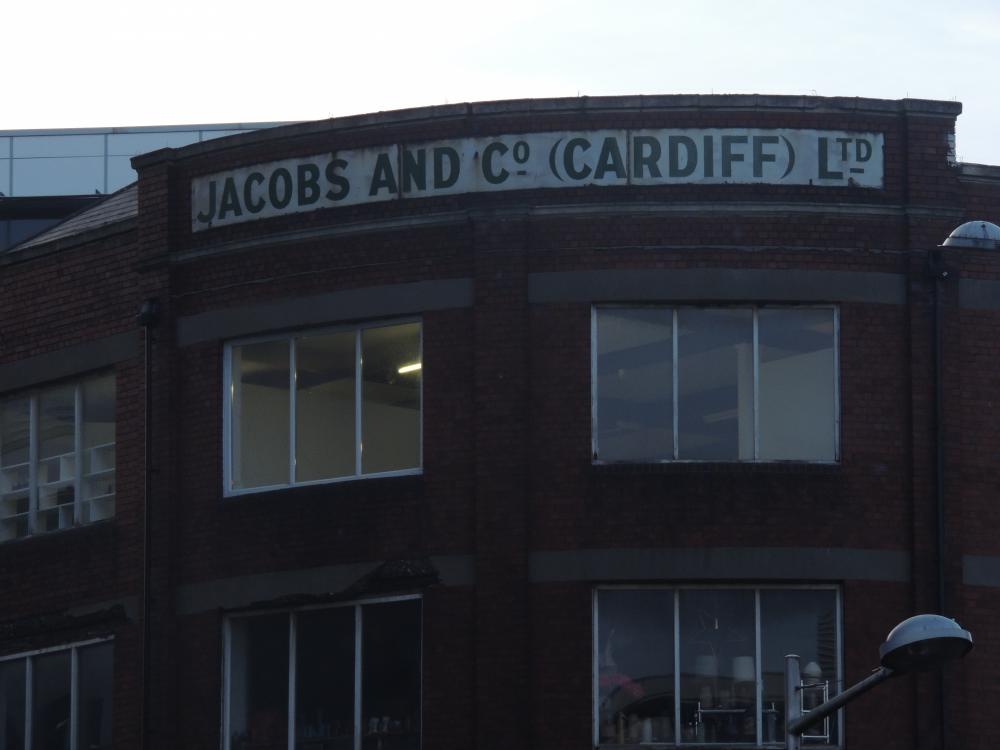 JACOBS AND Cº (CARDIFF) LTD